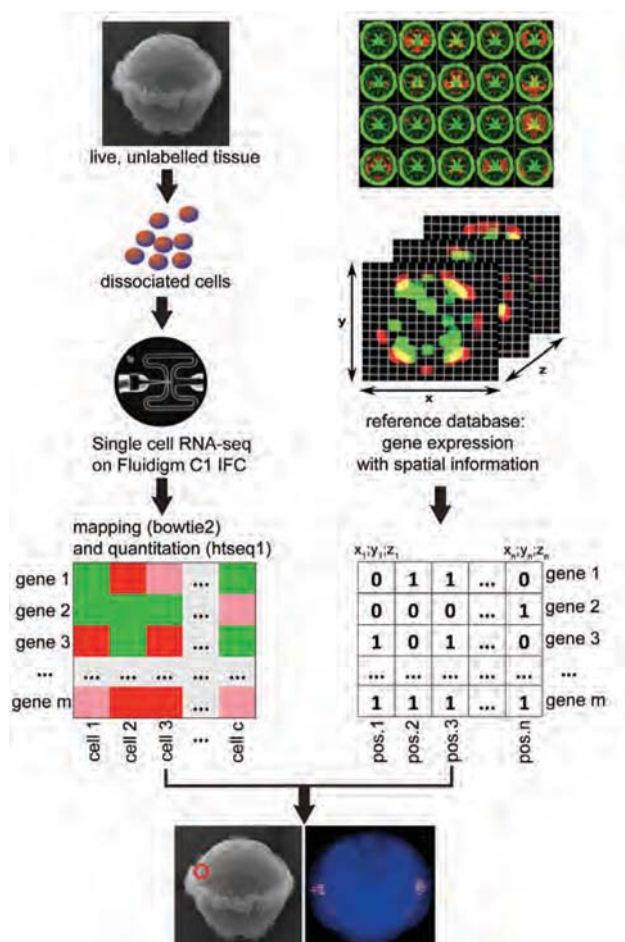 live, unlabelled tissue
dissociated cells
Single cell RNA-seq
on Fluidigm C1 IFC
mapping (bowtie2)
and quantitation (htseq1)
gene 1
gene 2
gene 3
...
gene m
...
... ... ... ... ...
...
cell 1
cell 2
cell 3
...
cell c
y
x
z
reference database:
gene expression
with spatial information
x₁;y₁;z₁ xₙ;yₙ;zₙ
0 1 1 ... 0 gene 1
0 0 0 ... 1 gene 2
1 0 1 ... 0 gene 3
... ... ... ... ... ...
1 1 1 ... 1 gene m
pos.1
pos.2
pos.3
pos.n